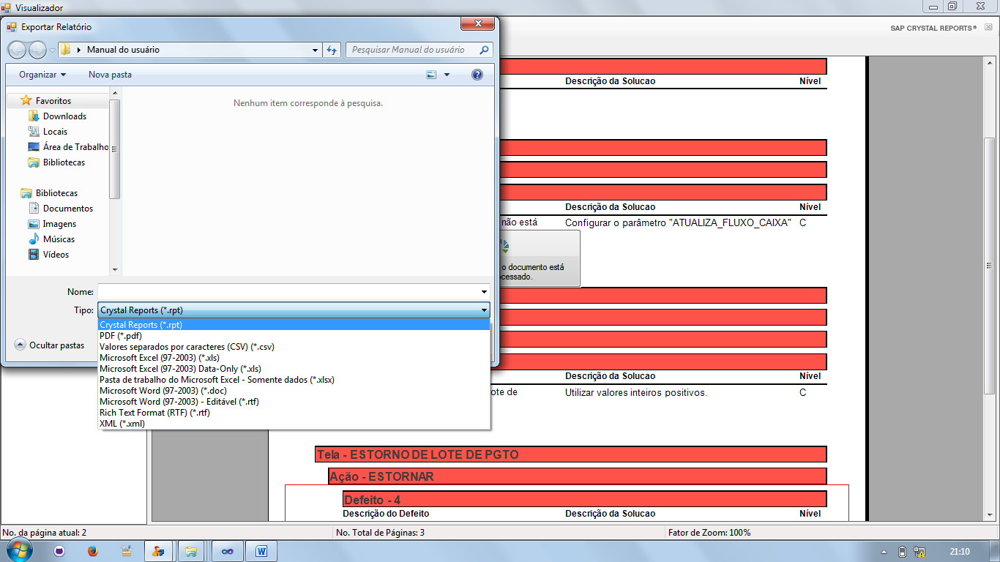 Visualizador
Exportar Relatório
SAP CRYSTAL REPORTS®
Manual do usuário
Pesquisar Manual do usuário
Organizar
Nova pasta
Favoritos
Downloads
Locais
Área de Trabalho
Bibliotecas
Bibliotecas
Documentos
Imagens
Músicas
Vídeos
Nenhum item corresponde à pesquisa.
Nome:
Tipo: Crystal Reports (*.rpt)
Crystal Reports (*.rpt)
PDF (*.pdf)
Valores separados por caracteres (CSV) (*.csv)
Microsoft Excel (97-2003) (*.xls)
Microsoft Excel (97-2003) Data-Only (*.xls)
Pasta de trabalho do Microsoft Excel - Somente dados (*.xlsx)
Microsoft Word (97-2003) (*.doc)
Microsoft Word (97-2003) - Editável (*.rtf)
Rich Text Format (RTF) (*.rtf)
XML (*.xml)
Ocultar pastas
Descrição da Solucao Nível
Descrição da Solucao Nível
não está Configurar o parâmetro "ATUALIZA_FLUXO_CAIXA" C
o documento está
cessado.
Descrição da Solucao Nível
ote de Utilizar valores inteiros positivos. C
Tela - ESTORNO DE LOTE DE PGTO
Ação - ESTORNAR
Defeito - 4
Descrição do Defeito Descrição da Solucao Nível
No. da página atual: 2 No. Total de Páginas: 3 Fator de Zoom: 100%
21:10